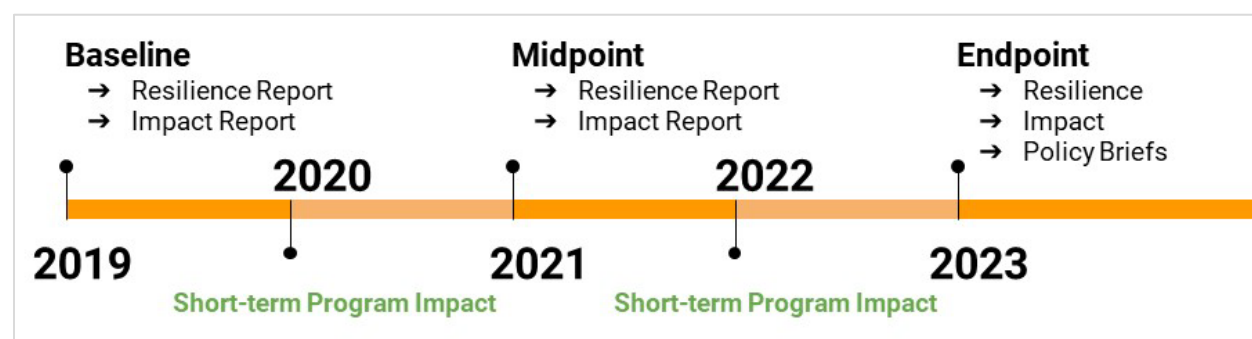 Baseline
➔ Resilience Report
➔ Impact Report
Midpoint
➔ Resilience Report
➔ Impact Report
Endpoint
➔ Resilience
➔ Impact
➔ Policy Briefs
2020
2022
2019
2021
2023
Short-term Program Impact
Short-term Program Impact